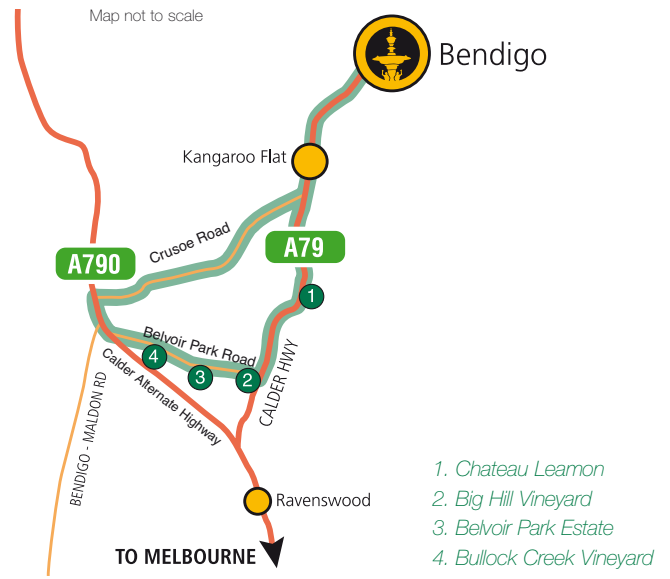 Map not to scale
Bendigo
Kangaroo Flat
Crusoe Road
A790
A79
1
Belvoir Park Road
4
3
2
CALDER HWY
Calder Alternate Highway
BENDIGO - MALDON RD
Ravenswood
TO MELBOURNE
1. Chateau Leamon
2. Big Hill Vineyard
3. Belvoir Park Estate
4. Bullock Creek Vineyard